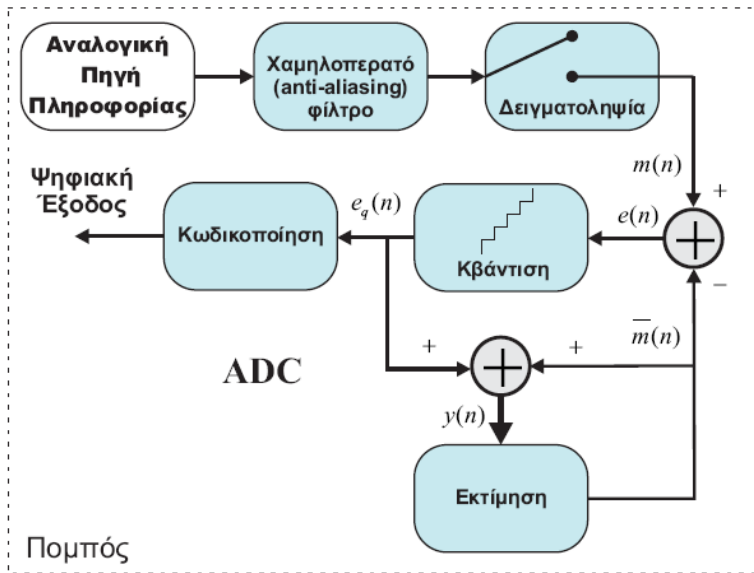 Αναλογική
Πηγή
Πληροφορίας
Χαμηλοπερατό
(anti-aliasing)
φίλτρο
Δειγματοληψία
m(n)
+
Ψηφιακή
Έξοδος
Κωδικοποίηση
e_q(n)
Κβάντιση
e(n)
+
−
m̅(n)
ADC
+
+
+
y(n)
Εκτίμηση
Πομπός